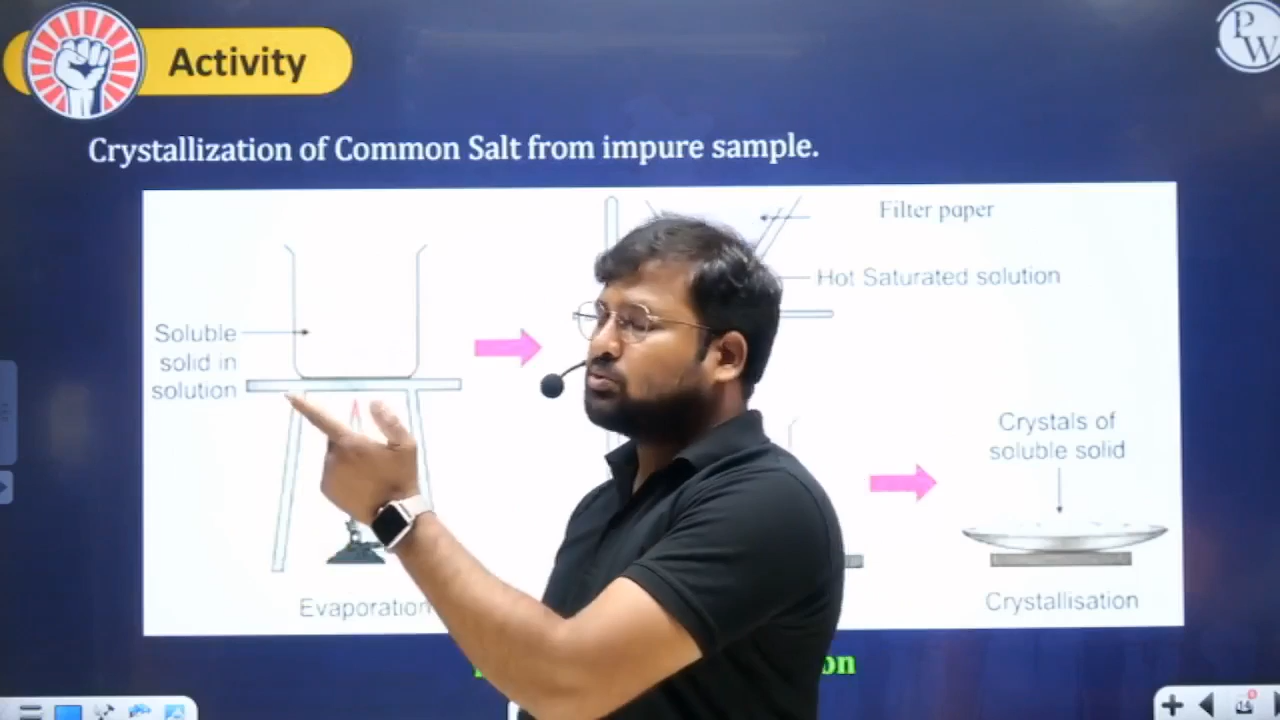 Activity
PW
Crystallization of Common Salt from impure sample.
Filter paper
Hot Saturated solution
Soluble
solid in
solution
Crystals of
soluble solid
Evaporation
Crystallisation